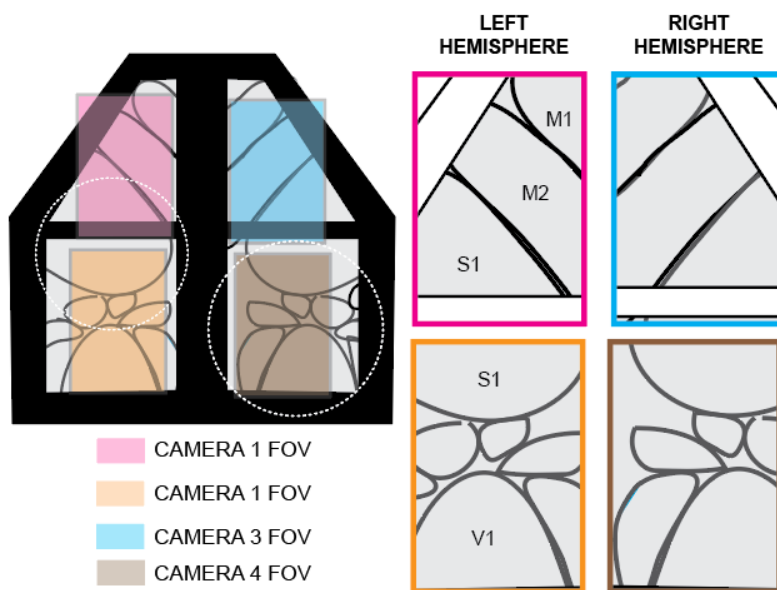 LEFT
HEMISPHERE
RIGHT
HEMISPHERE
M1
M2
S1
S1
V1
CAMERA 1 FOV
CAMERA 1 FOV
CAMERA 3 FOV
CAMERA 4 FOV